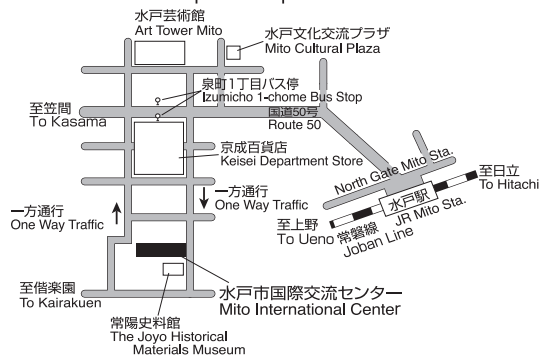 水戸芸術館
Art Tower Mito
水戸文化交流プラザ
Mito Cultural Plaza
泉町1丁目バス停
Izumicho 1-chome Bus Stop
至笠間
To Kasama
国道50号
Route 50
京成百貨店
Keisei Department Store
North Gate Mito Sta.
至日立
To Hitachi
水戸駅
JR Mito Sta.
一方通行
One Way Traffic
一方通行
One Way Traffic
至上野
To Ueno
常磐線
Joban Line
至偕楽園
To Kairakuen
水戸市国際交流センター
Mito International Center
常陽史料館
The Joyo Historical
Materials Museum